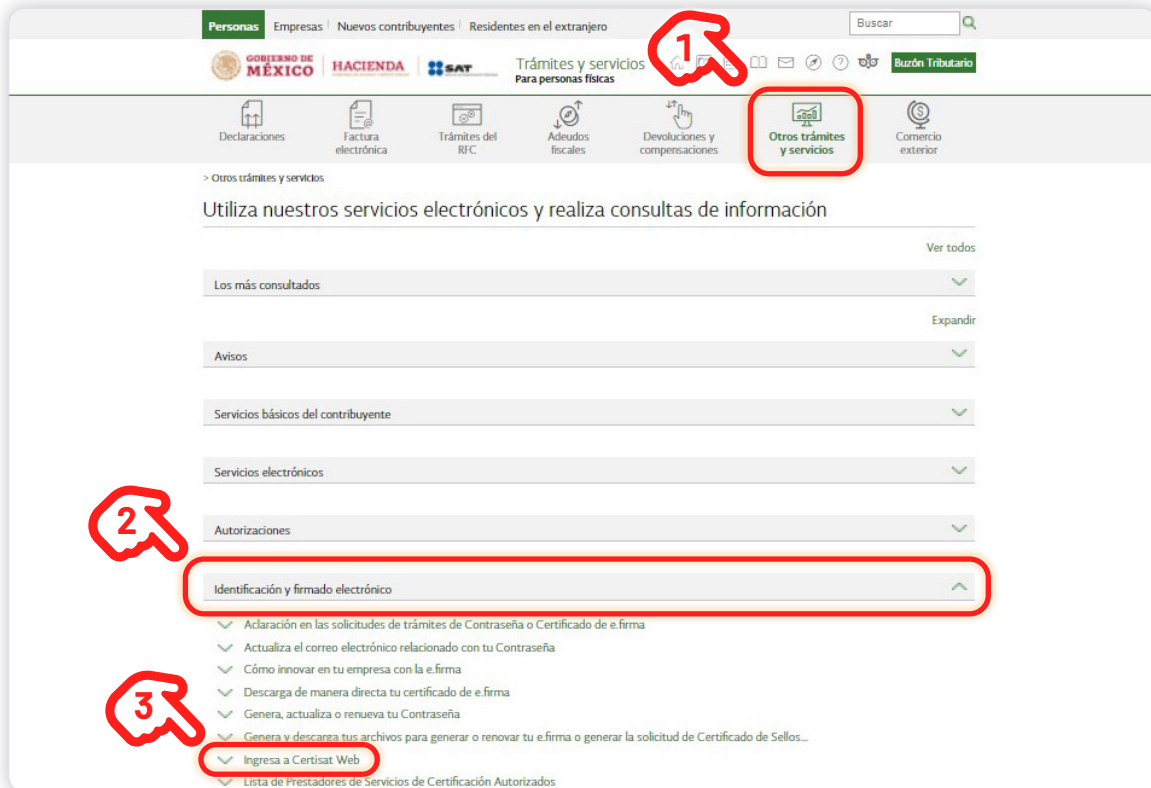 Personas Empresas Nuevos contribuyentes Residentes en el extranjero Buscar
1
GOBIERNO DE MÉXICO HACIENDA SAT Trámites y servicios Buzón Tributario
Para personas físicas
Declaraciones Factura electrónica Trámites del RFC Adeudos fiscales Devoluciones y compensaciones Otros trámites y servicios Comercio exterior
> Otros trámites y servicios
Utiliza nuestros servicios electrónicos y realiza consultas de información
Ver todos
Los más consultados
Expandir
Avisos
Servicios básicos del contribuyente
Servicios electrónicos
2
Autorizaciones
Identificación y firmado electrónico
Aclaración en las solicitudes de trámites de Contraseña o Certificado de e.firma
Actualiza el correo electrónico relacionado con tu Contraseña
Cómo innovar en tu empresa con la e.firma
Descarga de manera directa tu certificado de e.firma
3
Genera, actualiza o renueva tu Contraseña
Genera y descarga tus archivos para generar o renovar tu e.firma o generar la solicitud de Certificado de Sellos...
Ingresa a Certisat Web
Lista de Prestadores de Servicios de Certificación Autorizados